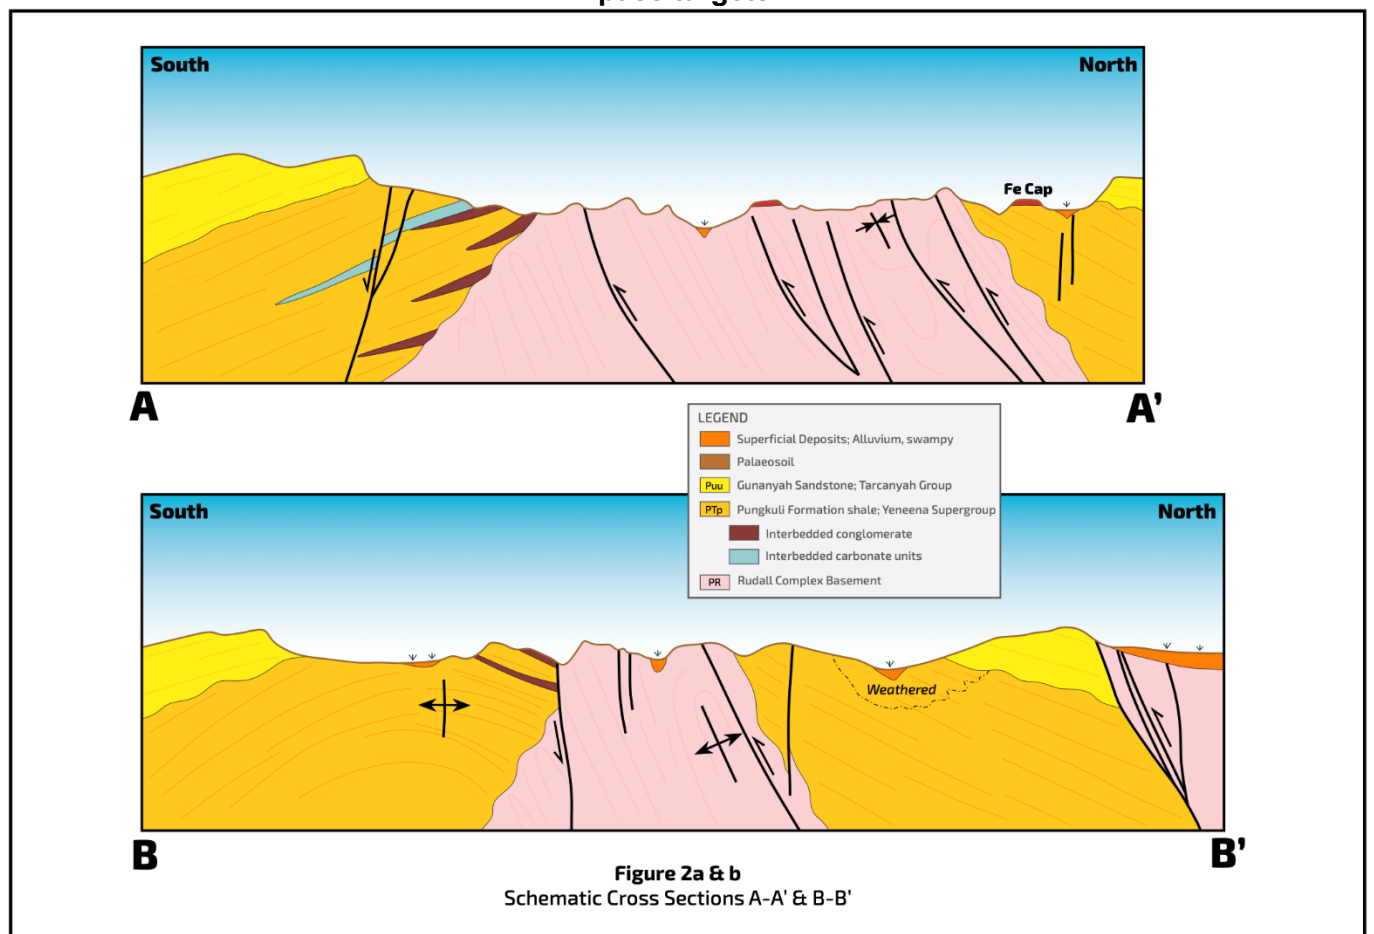 South
North
Fe Cap
A
A’
LEGEND
Superficial Deposits; Alluvium, swampy
Palaeosoil
Puu Gunanyah Sandstone; Tarcanyah Group
PTp Pungkuli Formation shale; Yeneena Supergroup
Interbedded conglomerate
Interbedded carbonate units
PR Rudall Complex Basement
South
North
Weathered
B
B’
Figure 2a & b
Schematic Cross Sections A-A’ & B-B’